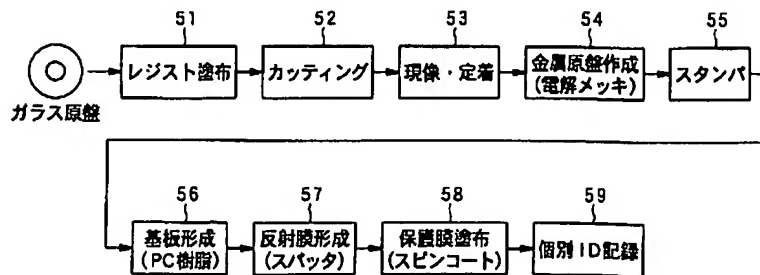 51
52
53
54
55
レジスト塗布
カッティング
現像・定着
金属原盤作成
(電解メッキ)
スタンパ
ガラス原盤
56
57
58
59
基板形成
(PC樹脂)
反射膜形成
(スパッタ)
保護膜塗布
(スピンコート)
個別ID記録